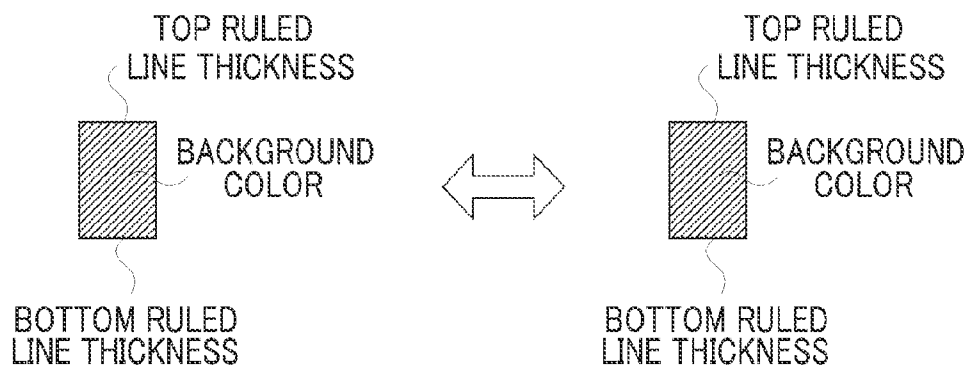 TOP RULED
LINE THICKNESS
BACKGROUND
COLOR
BOTTOM RULED
LINE THICKNESS
TOP RULED
LINE THICKNESS
BACKGROUND
COLOR
BOTTOM RULED
LINE THICKNESS